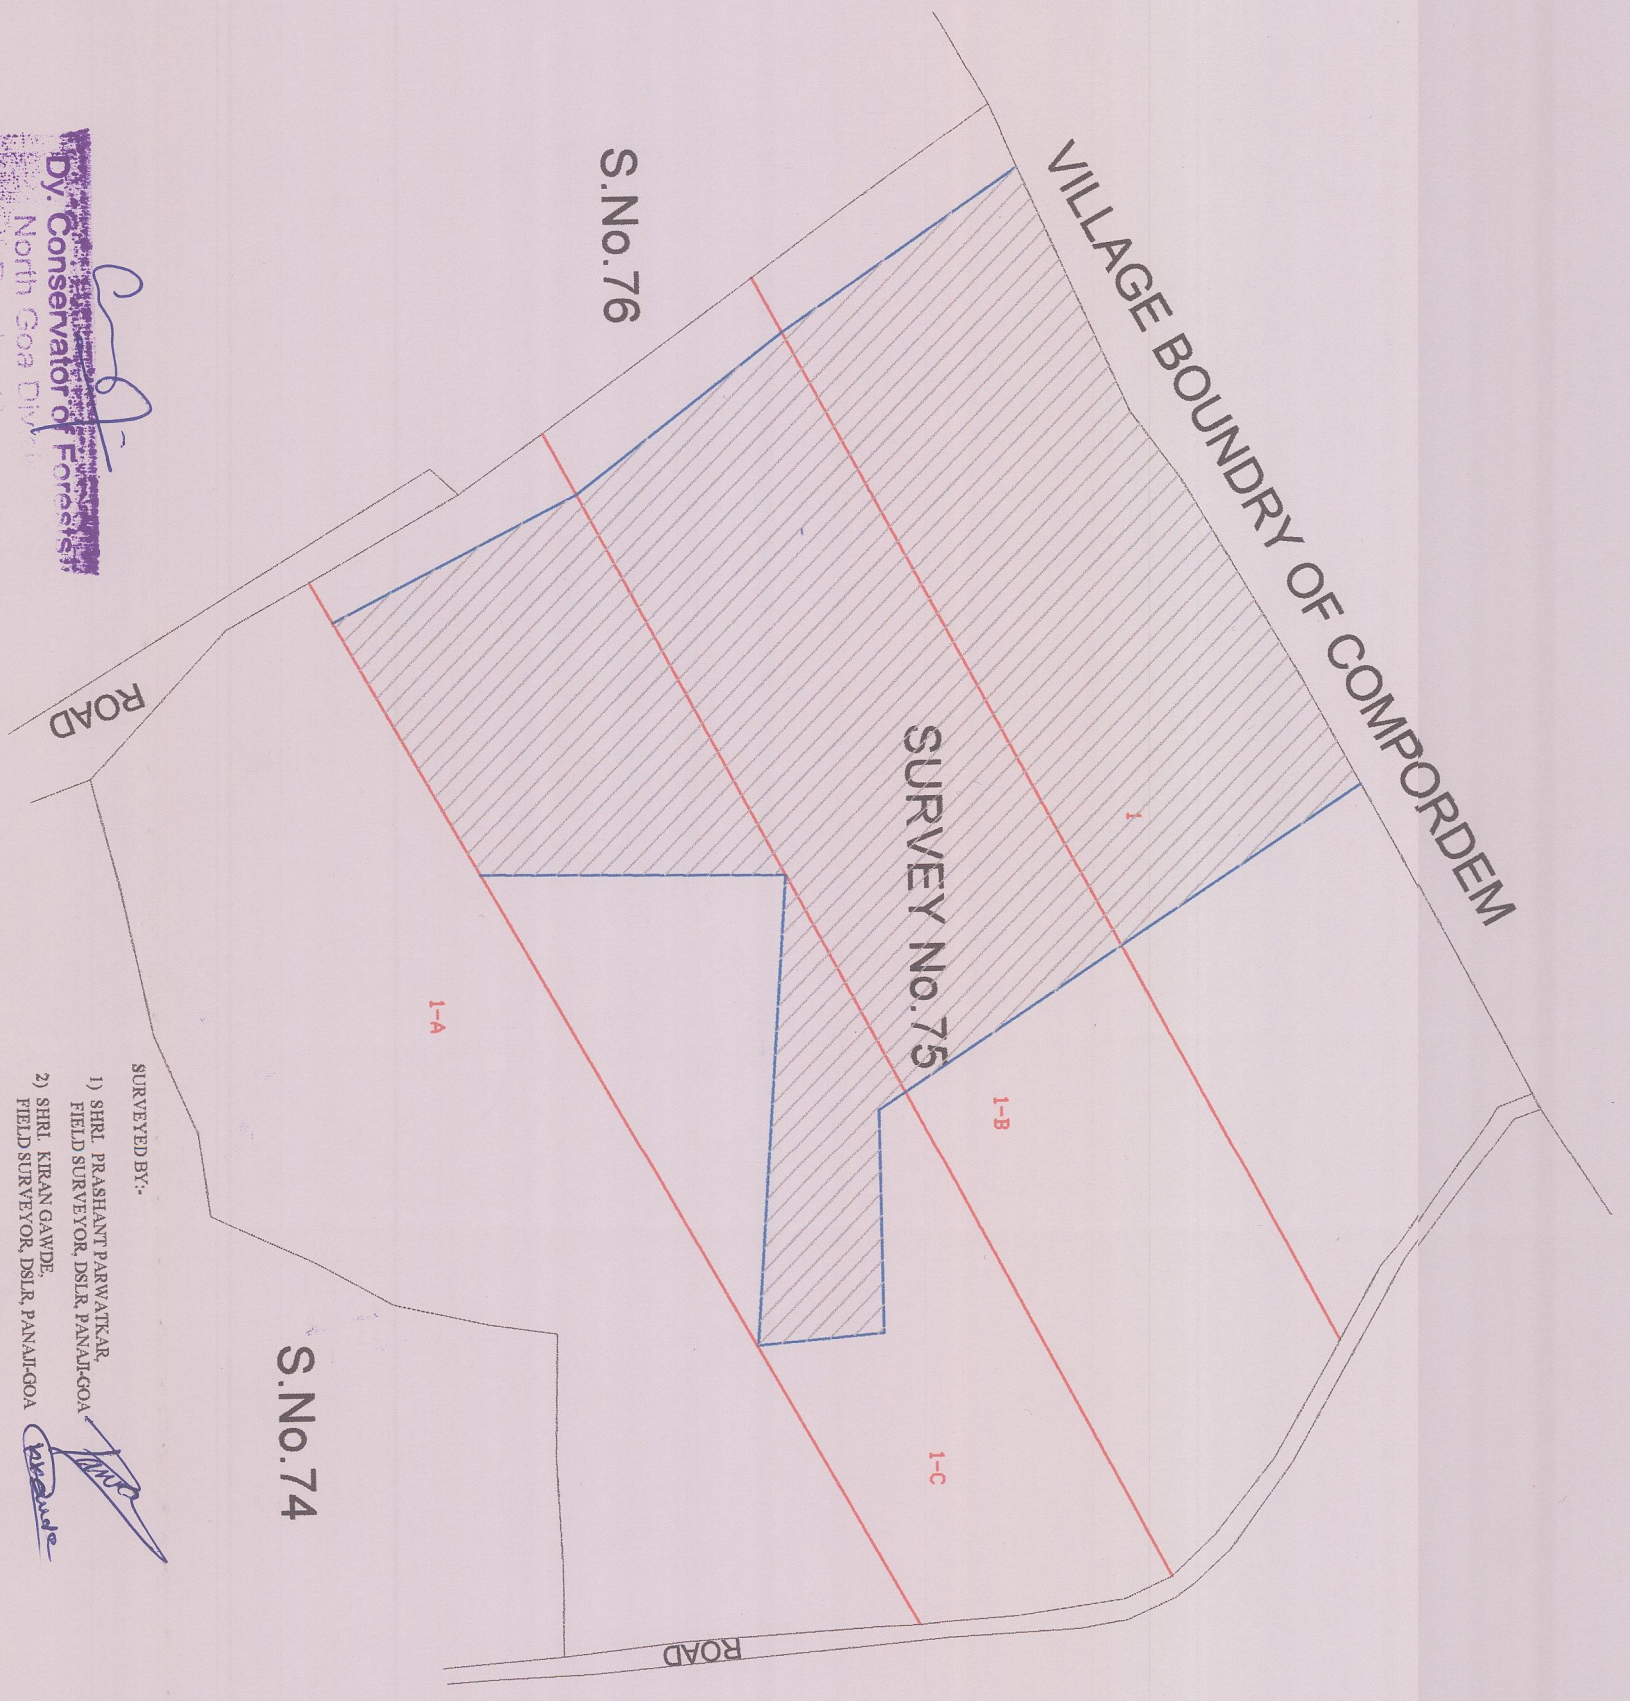 VILLAGE BOUNDRY OF COMPORDEM
S.No.76
SURVEY No.75
1
1-B
1-C
1-A
S.No.74
ROAD
ROAD
SURVEYED BY:-
1) SHRI. PRASHANT PARWATKAR,
FIELD SURVEYOR, DSLR, PANAJI-GOA
2) SHRI. KIRAN GAWDE,
FIELD SURVEYOR, DSLR, PANAJI-GOA
Dy. Conservator of Forests
North Goa